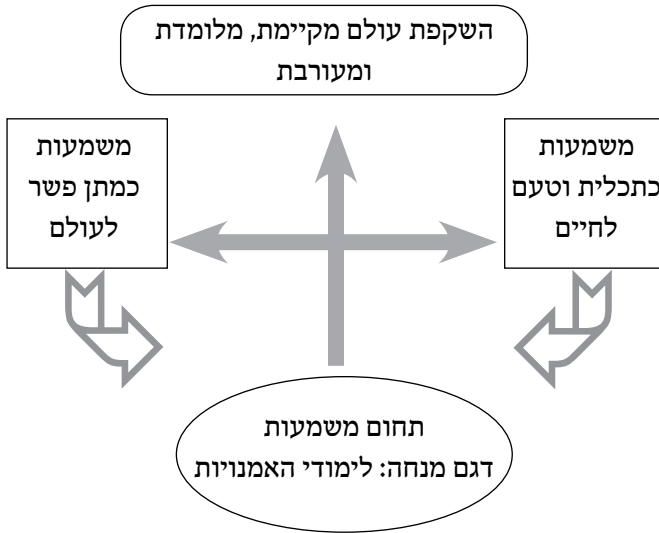 השקפת עולם מקיימת, מלומדת
ומעורבת
משמעות
כתכלית וטעם
לחיים
משמעות
כמתן פשר
לעולם
תחום משמעות
דגם מנחה: לימודי האמנויות